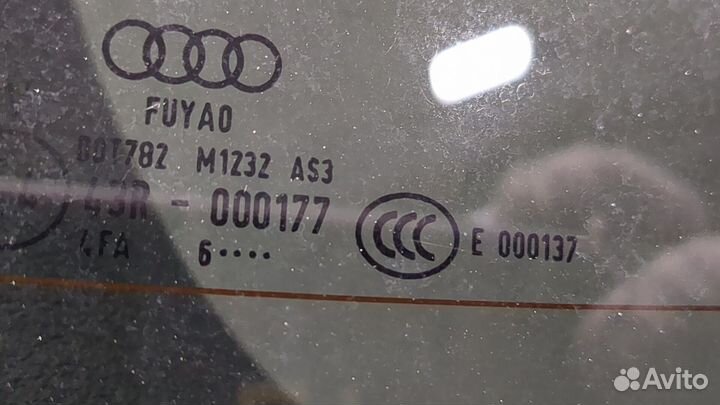 FUYAO
DOT782 M1232 AS3
43R - 000177
CCC E 000137
4FA 6••••
Avito